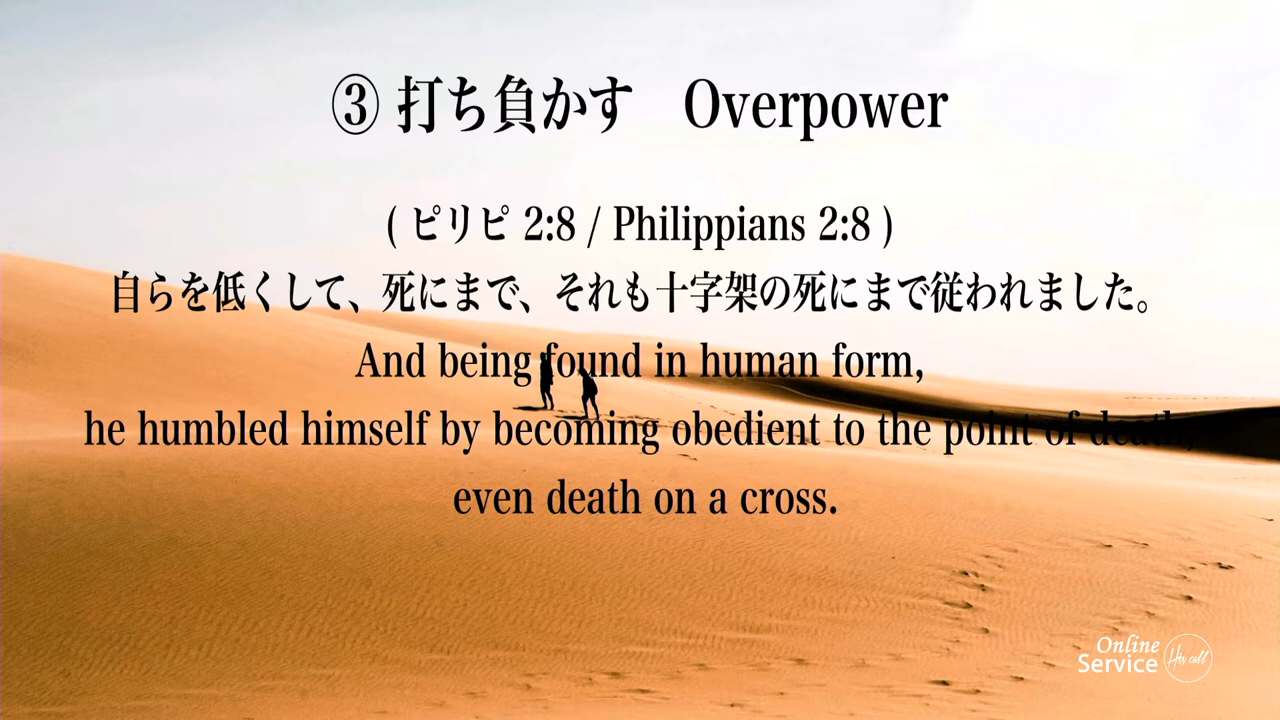 ③ 打ち負かす　Overpower
( ピリピ 2:8 / Philippians 2:8 )
自らを低くして、死にまで、それも十字架の死にまで従われました。
And being found in human form,
he humbled himself by becoming obedient to the point of death,
even death on a cross.
Online
Service
His call